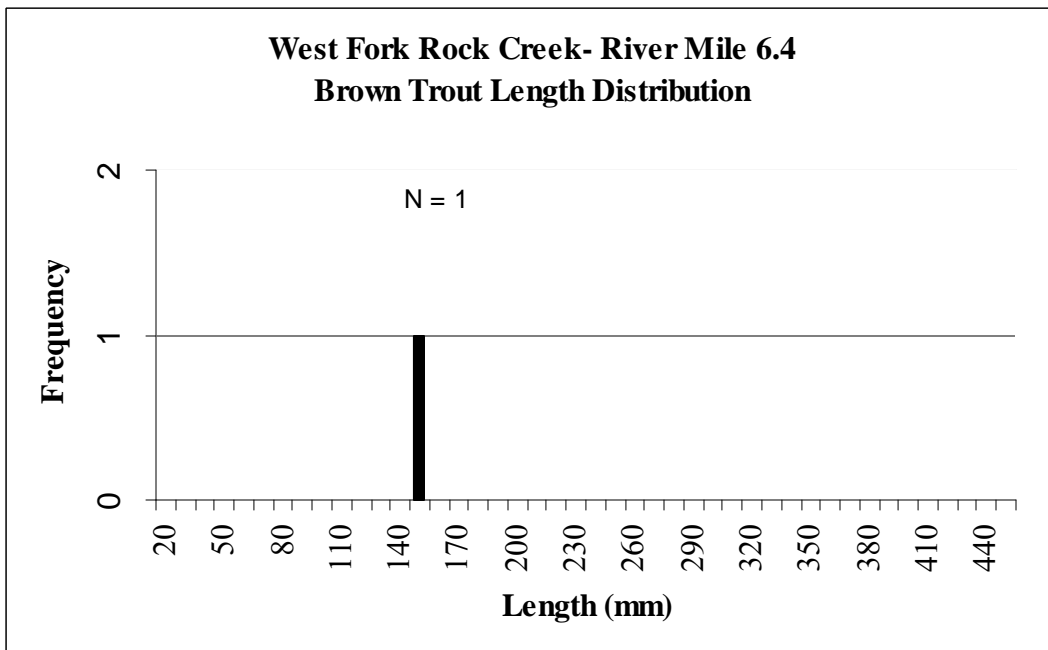 West Fork Rock Creek- River Mile 6.4
Brown Trout Length Distribution
2
N = 1
Frequency
1
0
20 50 80 110 140 170 200 230 260 290 320 350 380 410 440
Length (mm)